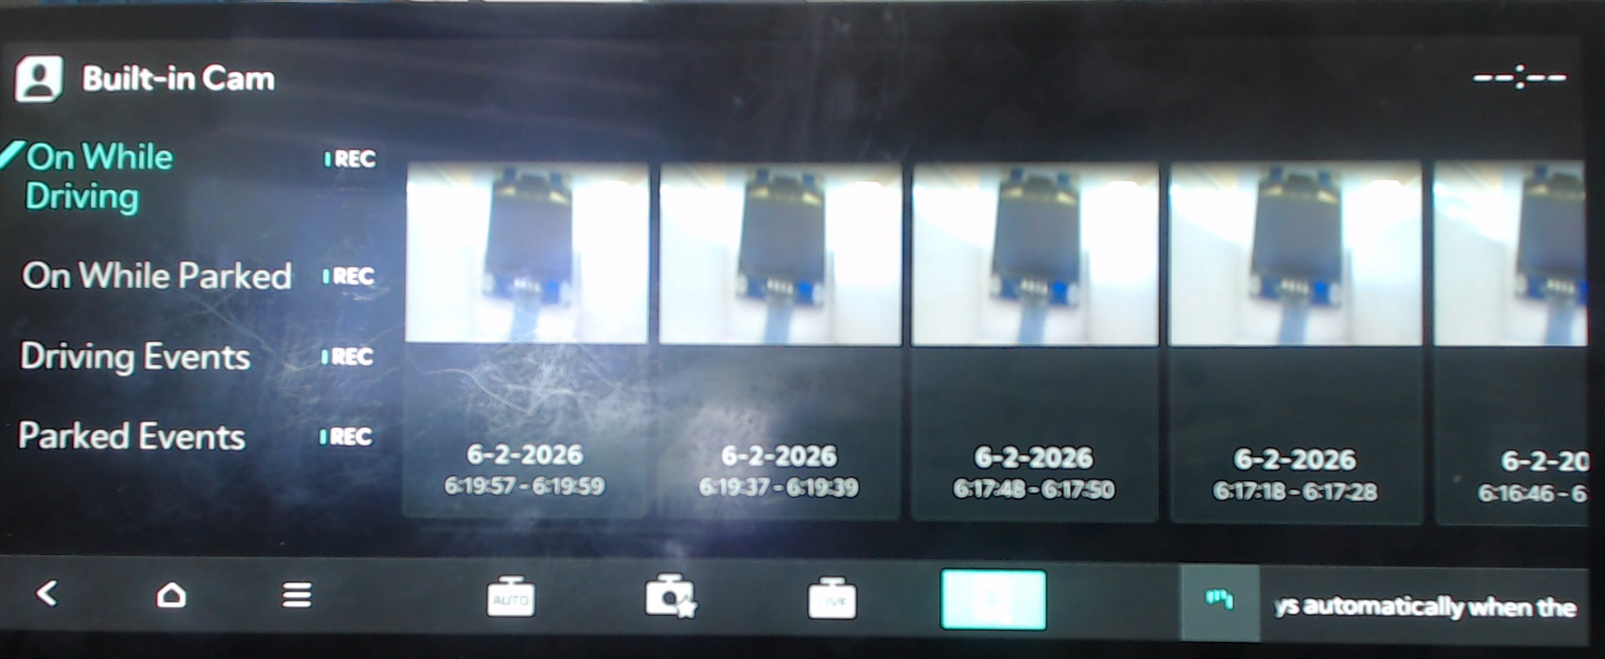 Built-in Cam
--:--
On While
Driving
REC
On While Parked
REC
Driving Events
REC
Parked Events
REC
6-2-2026
6:19:57 - 6:19:59
6-2-2026
6:19:37 - 6:19:39
6-2-2026
6:17:48 - 6:17:50
6-2-2026
6:17:18 - 6:17:28
6-2-20
6:16:46 - 6
AUTO
LIVE
ys automatically when the